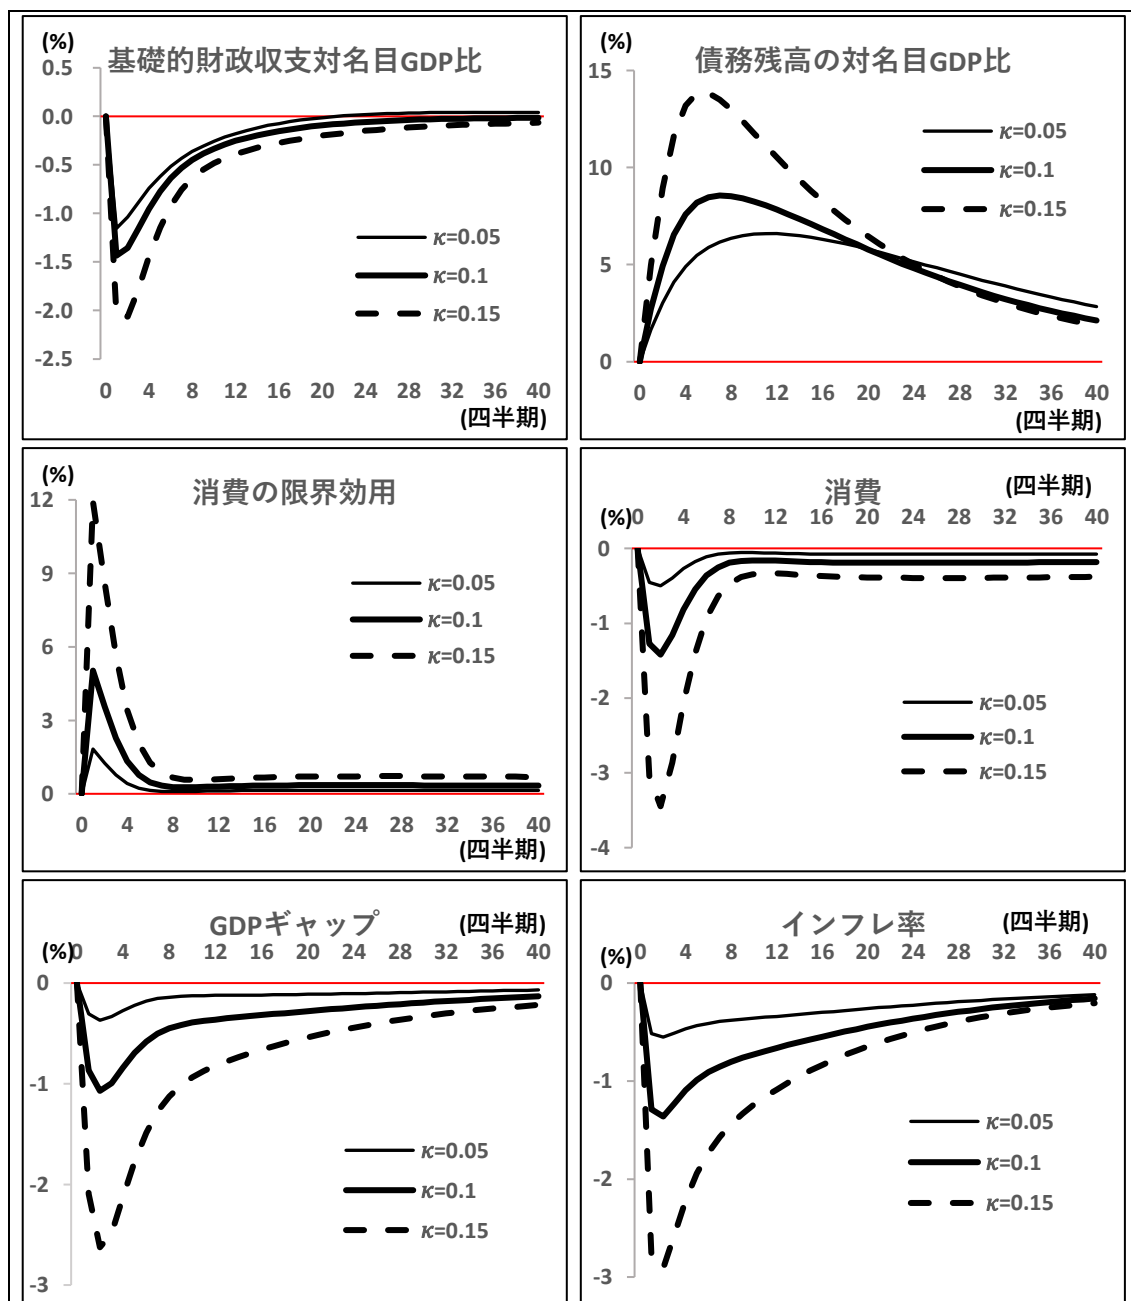 (%)
基礎的財政収支対名目GDP比
0.5
0.0
-0.5
-1.0
-1.5
-2.0
-2.5
κ=0.05
κ=0.1
κ=0.15
0 4 8 12 16 20 24 28 32 36 40
(四半期)
(%)
債務残高の対名目GDP比
15
10
5
0
κ=0.05
κ=0.1
κ=0.15
0 4 8 12 16 20 24 28 32 36 40
(四半期)
(%)
消費の限界効用
12
9
6
3
0
κ=0.05
κ=0.1
κ=0.15
0 4 8 12 16 20 24 28 32 36 40
(四半期)
消費
(四半期)
(%)
0 4 8 12 16 20 24 28 32 36 40
0
-1
-2
-3
-4
κ=0.05
κ=0.1
κ=0.15
GDPギャップ
(四半期)
(%)
0 4 8 12 16 20 24 28 32 36 40
0
-1
-2
-3
κ=0.05
κ=0.1
κ=0.15
インフレ率
(四半期)
(%)
0 4 8 12 16 20 24 28 32 36 40
0
-1
-2
-3
κ=0.05
κ=0.1
κ=0.15